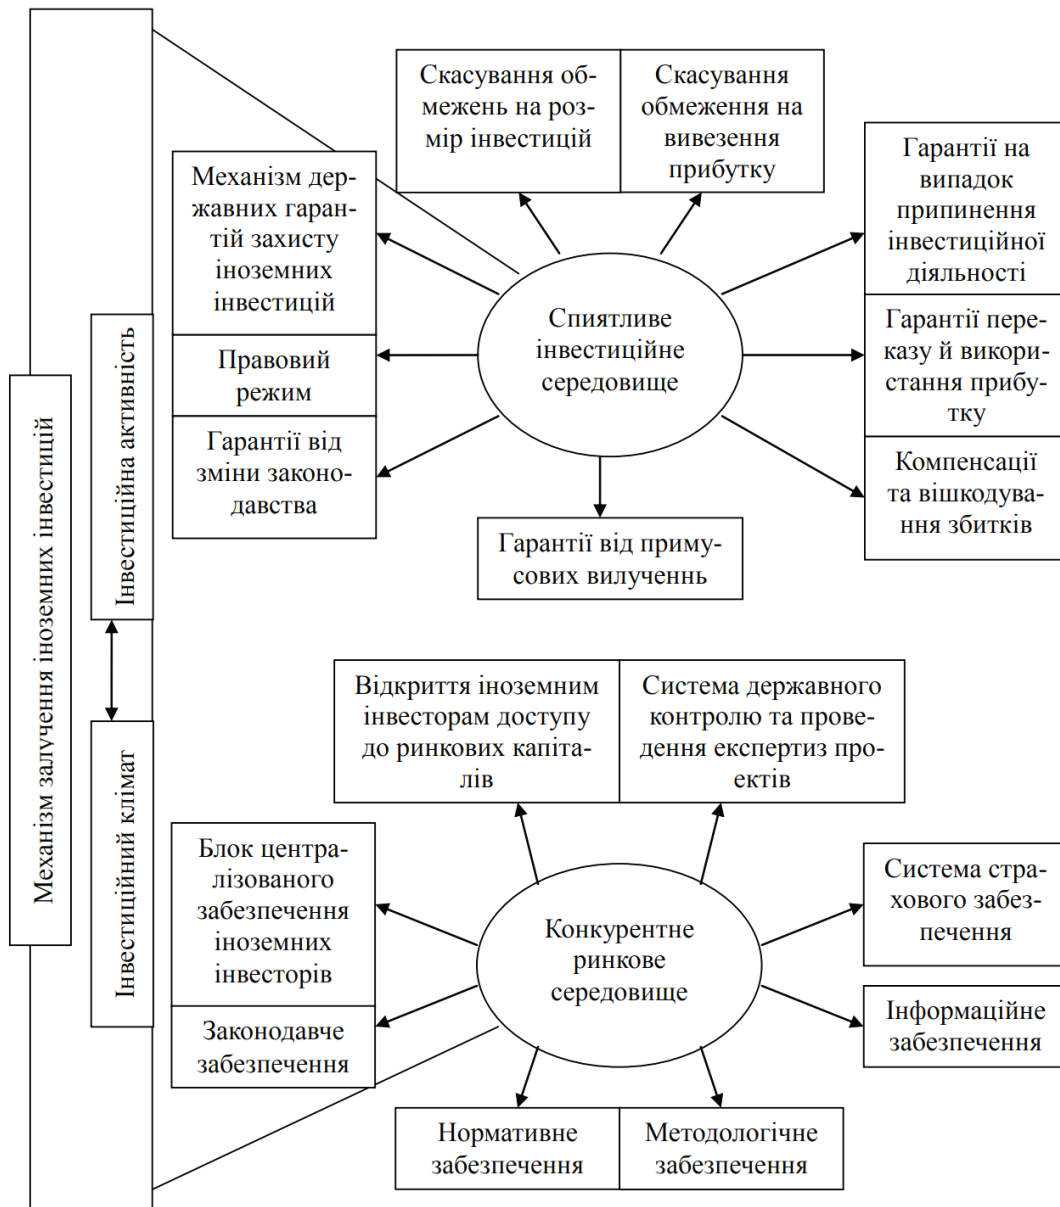 Механізм залучення іноземних інвестицій
Інвестиційна активність
Інвестиційний клімат
Скасування об-
межень на роз-
мір інвестицій
Скасування
обмеження на
вивезення
прибутку
Механізм дер-
жавних гаран-
тій захисту
іноземних
інвестицій
Правовий
режим
Гарантії від
зміни законо-
давства
Спиятливе
інвестиційне
середовище
Гарантії на
випадок
припинення
інвестиційної
діяльності
Гарантії пере-
казу й викори-
стання прибу-
тку
Компенсації
та вішкодува-
ння збитків
Гарантії від приму-
сових вилученнь
Відкриття іноземним
інвесторам доступу
до ринкових капіта-
лів
Система державного
контролю та прове-
дення експертиз про-
ектів
Блок центра-
лізованого
забезпечення
іноземних
інвесторів
Законодавче
забезпечення
Конкурентне
ринкове
середовище
Система стра-
хового забез-
печення
Інформаційне
забезпечення
Нормативне
забезпечення
Методологічне
забезпечення